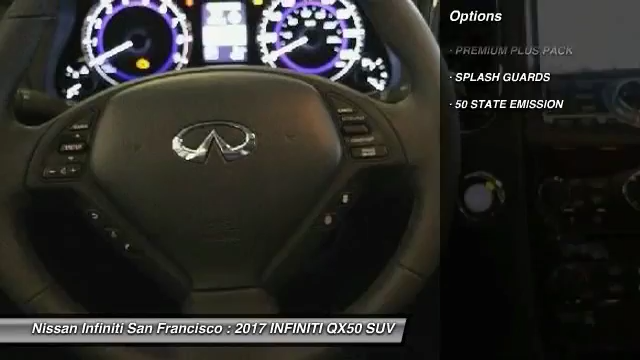 Options
· PREMIUM PLUS PACK
· SPLASH GUARDS
· 50 STATE EMISSION
Nissan Infiniti San Francisco : 2017 INFINITI QX50 SUV